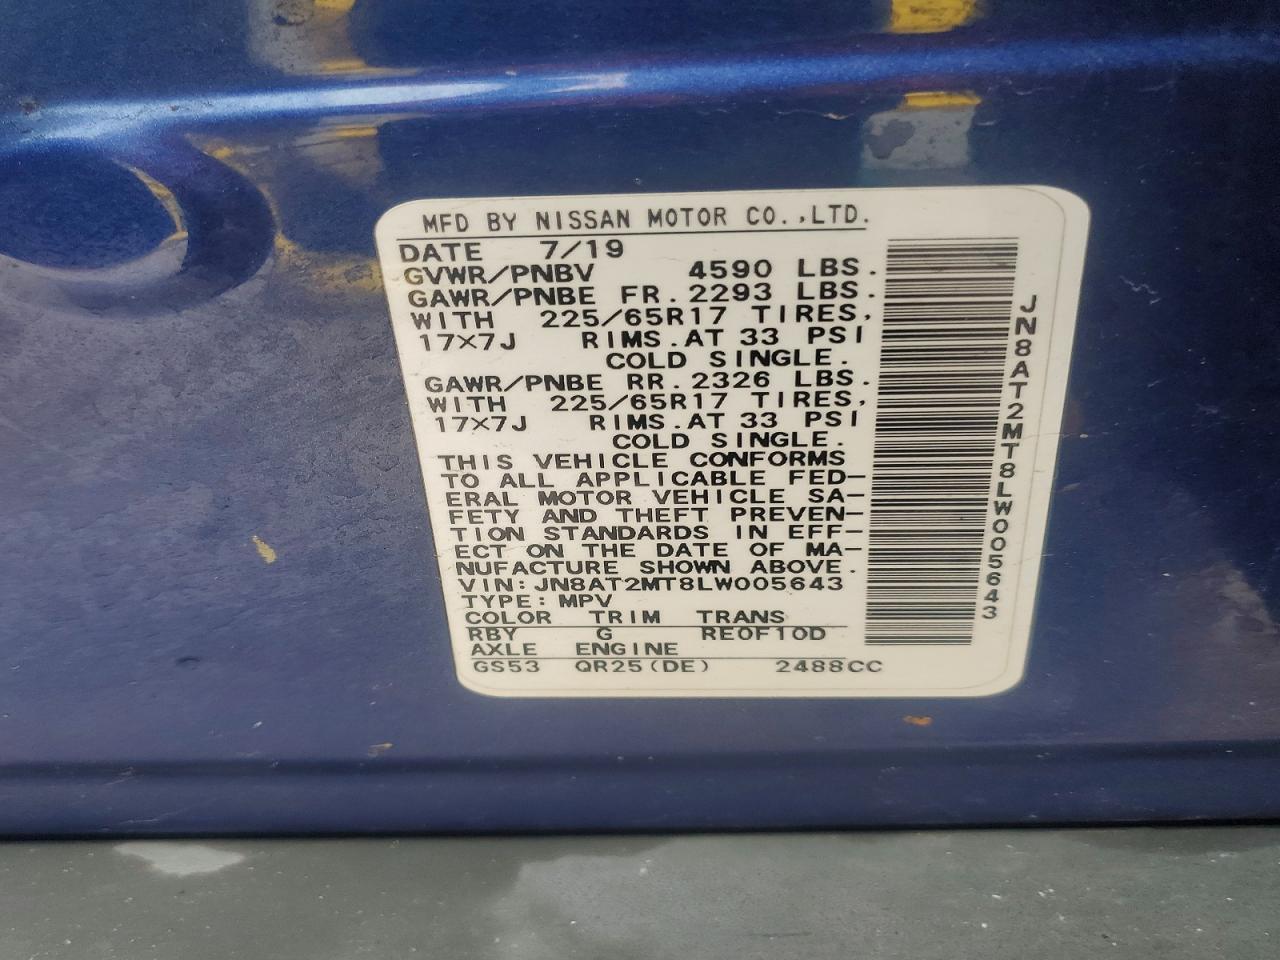 MFD BY NISSAN MOTOR CO.,LTD.
DATE 7/19
GVWR/PNBV 4590 LBS.
GAWR/PNBE FR. 2293 LBS.
WITH 225/65R17 TIRES,
17×7J RIMS.AT 33 PSI
COLD SINGLE.
GAWR/PNBE RR. 2326 LBS.
WITH 225/65R17 TIRES,
17×7J RIMS.AT 33 PSI
COLD SINGLE.
THIS VEHICLE CONFORMS
TO ALL APPLICABLE FED-
ERAL MOTOR VEHICLE SA-
FETY AND THEFT PREVEN-
TION STANDARDS IN EFF-
ECT ON THE DATE OF MA-
NUFACTURE SHOWN ABOVE.
VIN: JN8AT2MT8LW005643
TYPE: MPV
COLOR TRIM TRANS
RBY G RE0F10D
AXLE ENGINE
GS53 QR25(DE) 2488CC
JN8AT2MT8LW005643